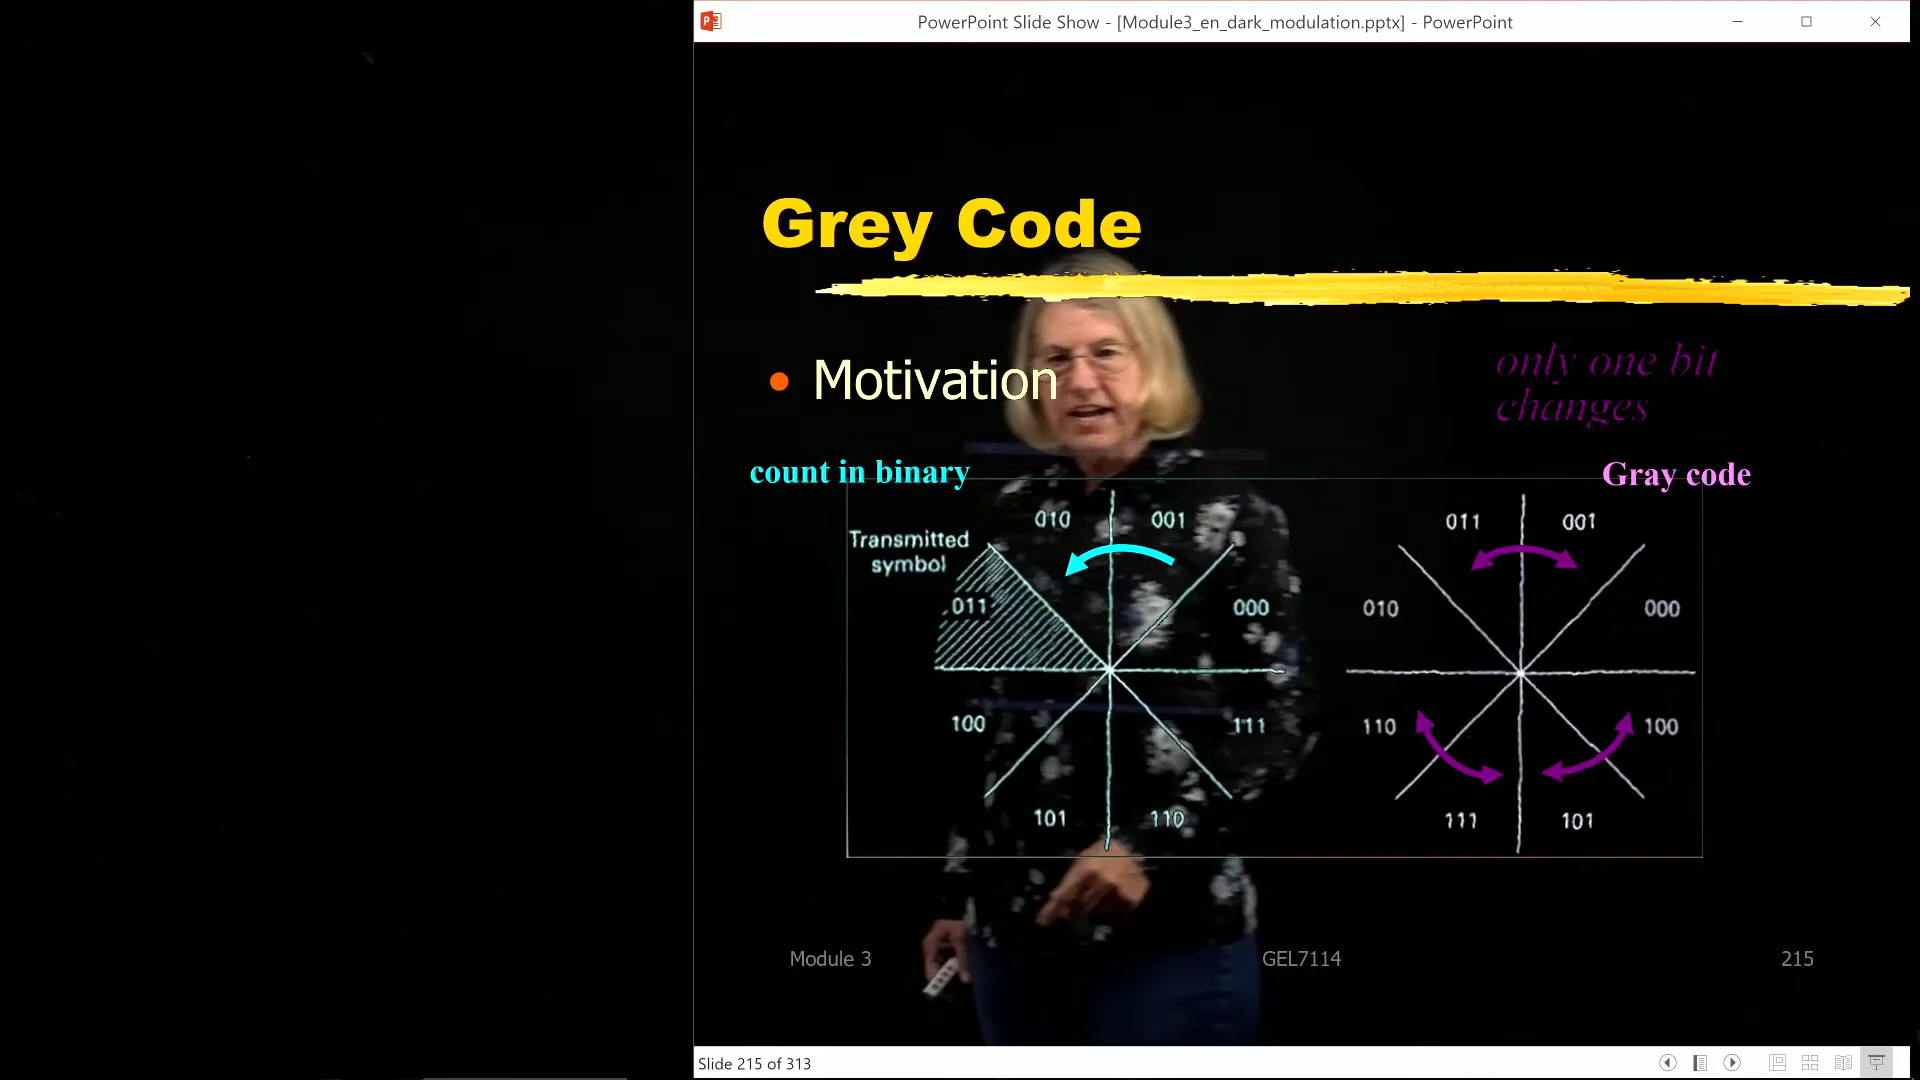 PowerPoint Slide Show - [Module3_en_dark_modulation.pptx] - PowerPoint
Grey Code
• Motivation
only one bit
changes
count in binary
Gray code
Transmitted
symbol
010
001
011
000
100
111
101
110
011
001
010
000
110
100
111
101
Module 3
GEL7114
215
Slide 215 of 313